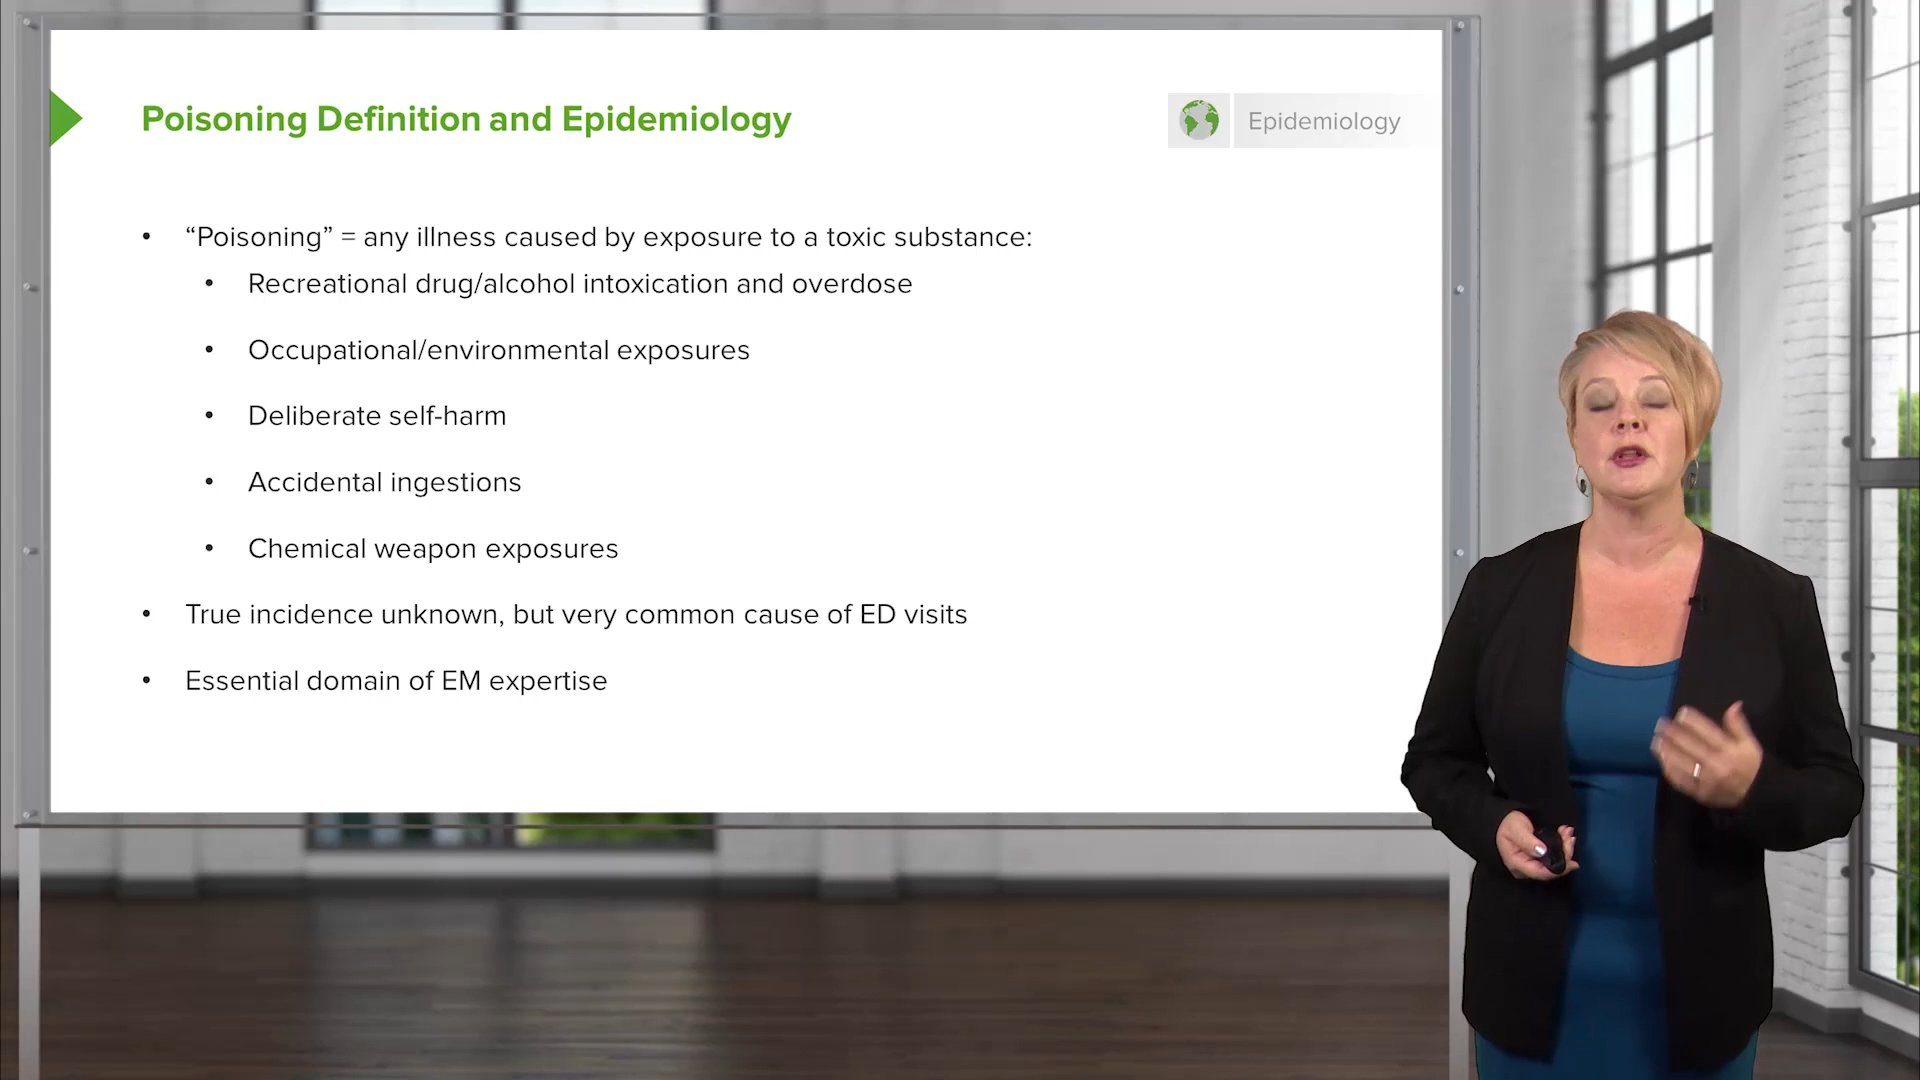 Poisoning Definition and Epidemiology
Epidemiology
• “Poisoning” = any illness caused by exposure to a toxic substance:
• Recreational drug/alcohol intoxication and overdose
• Occupational/environmental exposures
• Deliberate self-harm
• Accidental ingestions
• Chemical weapon exposures
• True incidence unknown, but very common cause of ED visits
• Essential domain of EM expertise